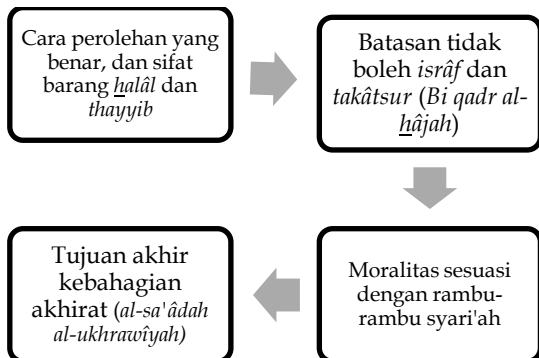 Cara perolehan yang
benar, dan sifat
barang halâl dan
thayyib
Batasan tidak
boleh isrâf dan
takâtsur (Bi qadr al-
hâjah)
Moralitas sesuai
dengan rambu-
rambu syari'ah
Tujuan akhir
kebahagian
akhirat (al-sa'âdah
al-ukhrawîyah)